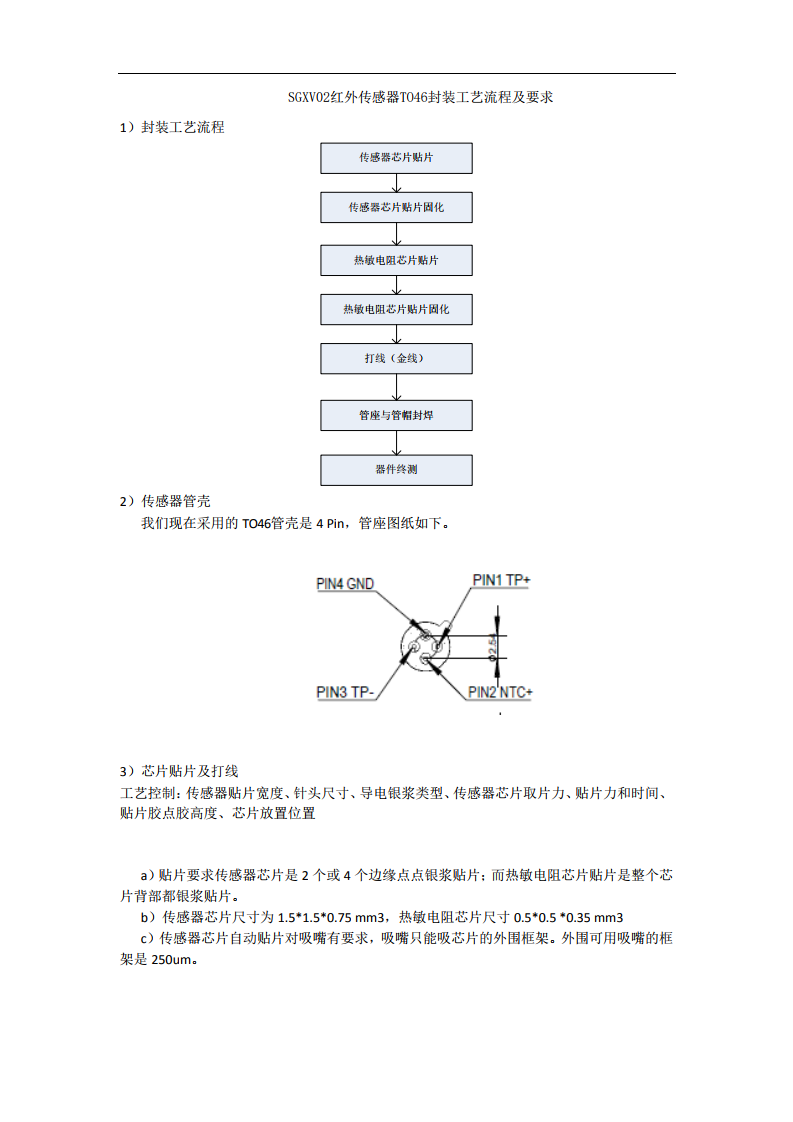 SGXV02红外传感器TO46封装工艺流程及要求
1）封装工艺流程
传感器芯片贴片
传感器芯片贴片固化
热敏电阻芯片贴片
热敏电阻芯片贴片固化
打线（金线）
管座与管帽封焊
器件终测
2）传感器管壳
我们现在采用的 TO46管壳是 4 Pin，管座图纸如下。
PIN4 GND
PIN1 TP+
Φ2.54
PIN3 TP-
PIN2 NTC+
3）芯片贴片及打线
工艺控制：传感器贴片宽度、针头尺寸、导电银浆类型、传感器芯片取片力、贴片力和时间、
贴片胶点胶高度、芯片放置位置
a）贴片要求传感器芯片是 2 个或 4 个边缘点点银浆贴片；而热敏电阻芯片贴片是整个芯
片背部都银浆贴片。
b）传感器芯片尺寸为 1.5*1.5*0.75 mm3，热敏电阻芯片尺寸 0.5*0.5 *0.35 mm3
c）传感器芯片自动贴片对吸嘴有要求，吸嘴只能吸芯片的外围框架。外围可用吸嘴的框
架是 250um。